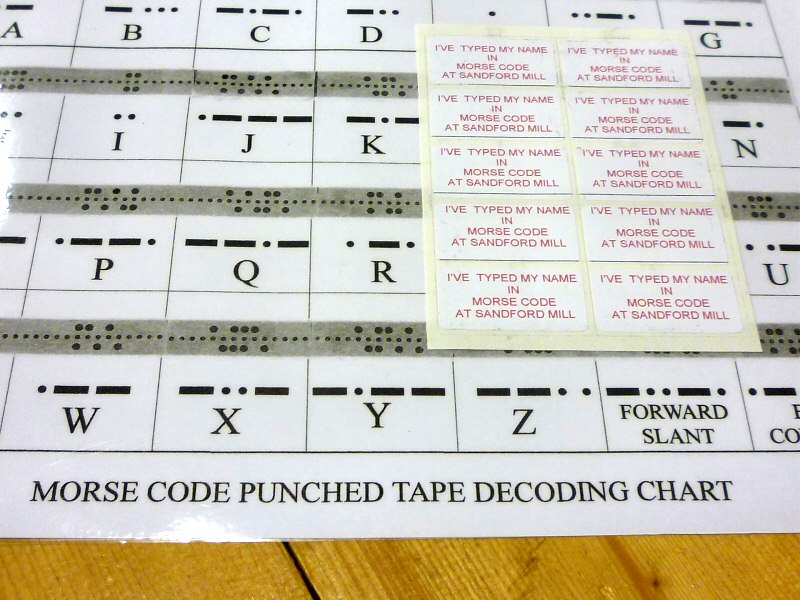 A B C D G
I J K N
P Q R U
W X Y Z FORWARD
SLANT
MORSE CODE PUNCHED TAPE DECODING CHART
I'VE TYPED MY NAME
IN
MORSE CODE
AT SANDFORD MILL
I'VE TYPED MY NAME
IN
MORSE CODE
AT SANDFORD MILL
I'VE TYPED MY NAME
IN
MORSE CODE
AT SANDFORD MILL
I'VE TYPED MY NAME
IN
MORSE CODE
AT SANDFORD MILL
I'VE TYPED MY NAME
IN
MORSE CODE
AT SANDFORD MILL
I'VE TYPED MY NAME
IN
MORSE CODE
AT SANDFORD MILL
I'VE TYPED MY NAME
IN
MORSE CODE
AT SANDFORD MILL
I'VE TYPED MY NAME
IN
MORSE CODE
AT SANDFORD MILL
I'VE TYPED MY NAME
IN
MORSE CODE
AT SANDFORD MILL
I'VE TYPED MY NAME
IN
MORSE CODE
AT SANDFORD MILL